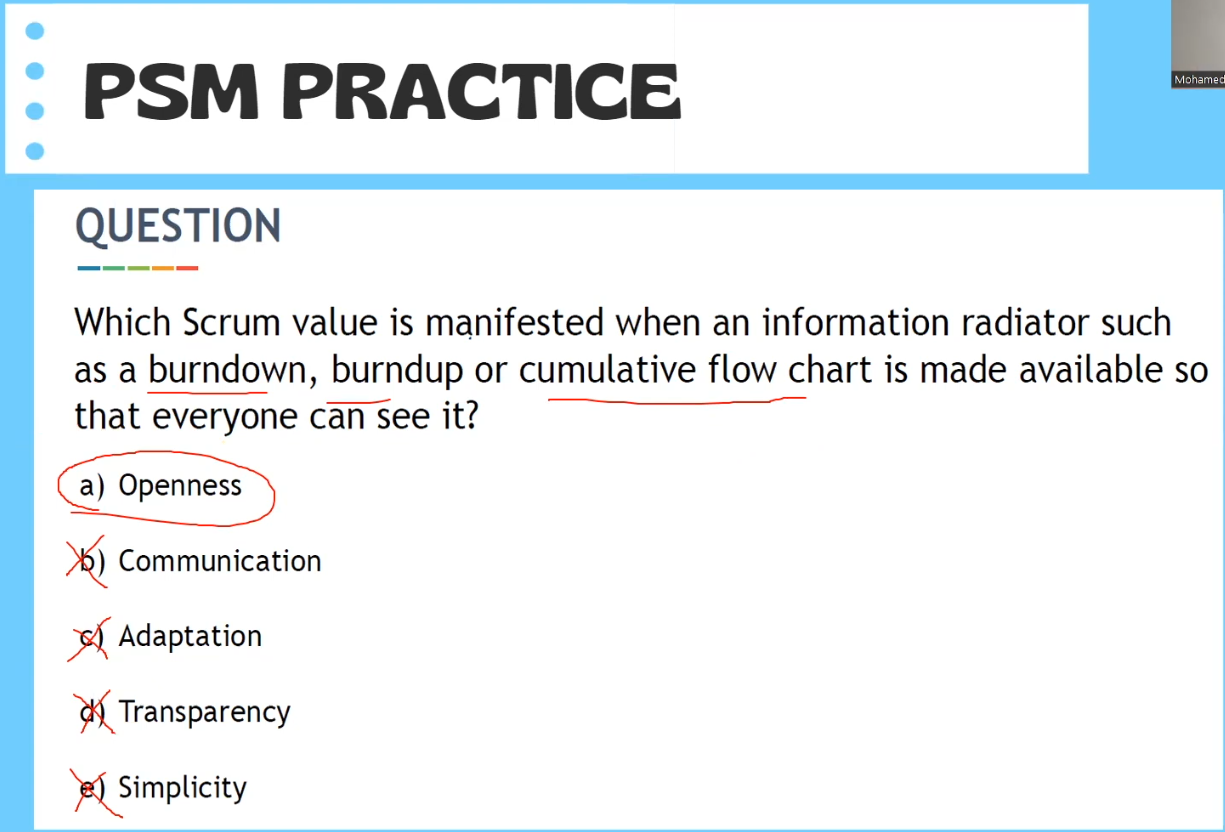 PSM PRACTICE
Mohamed
QUESTION
Which Scrum value is manifested when an information radiator such
as a burndown, burndup or cumulative flow chart is made available so
that everyone can see it?
a) Openness
b) Communication
c) Adaptation
d) Transparency
e) Simplicity